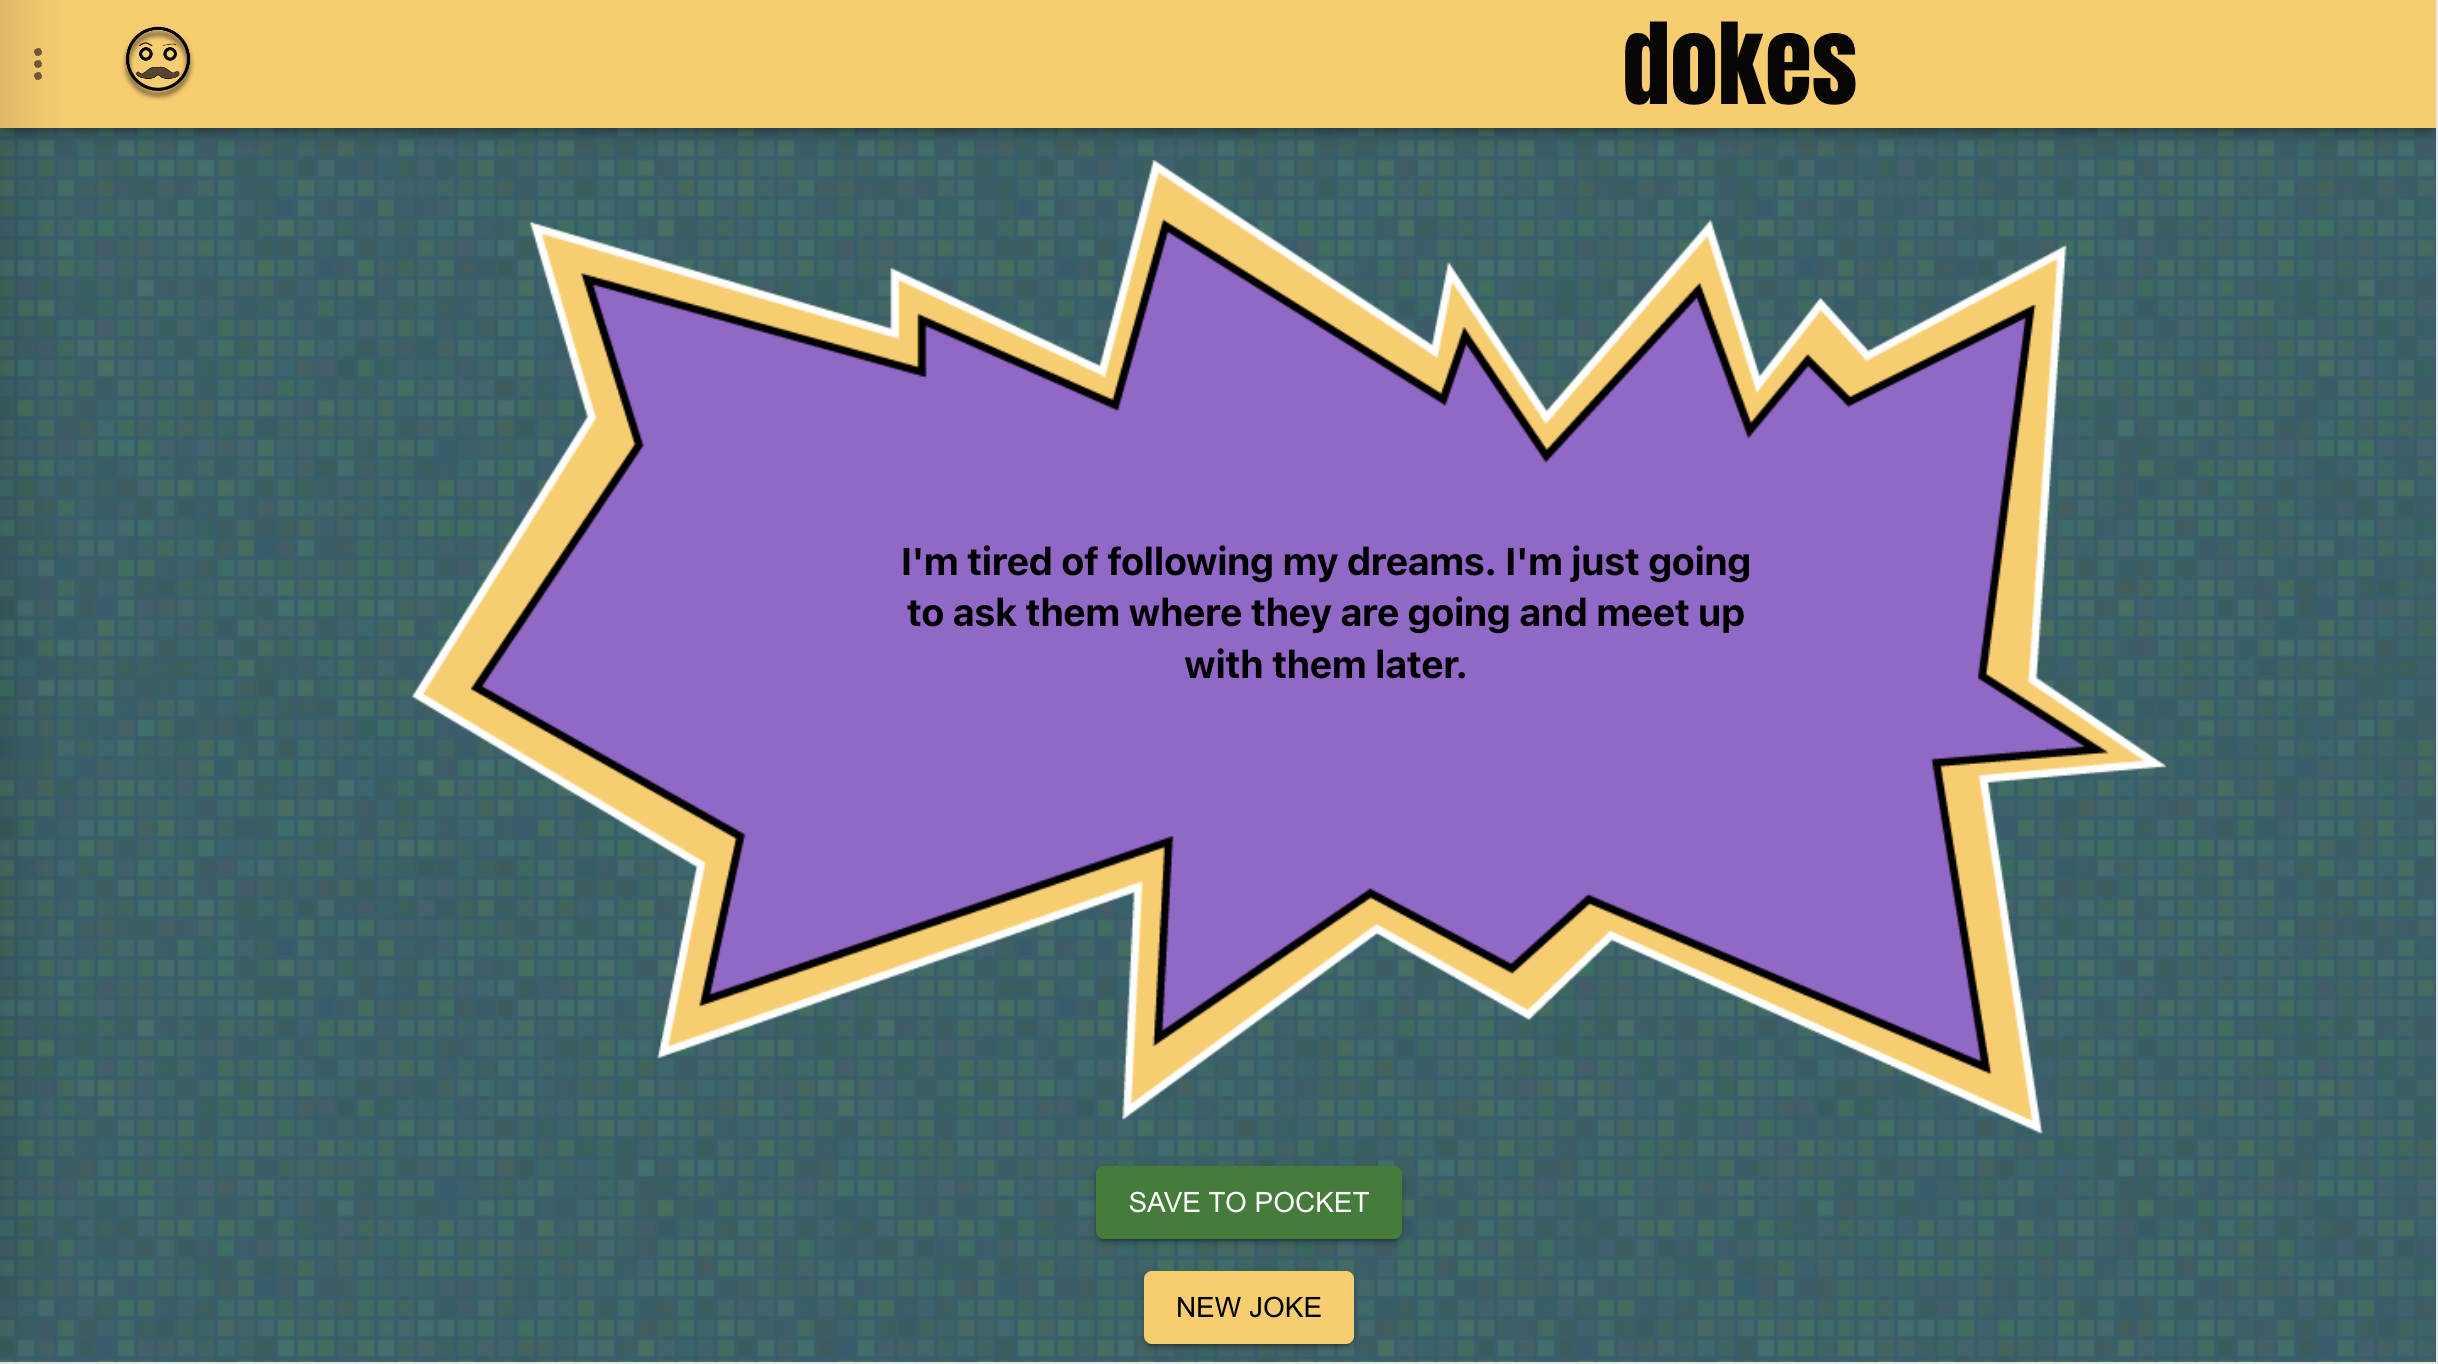 dokes
I'm tired of following my dreams. I'm just going
to ask them where they are going and meet up
with them later.
SAVE TO POCKET
NEW JOKE